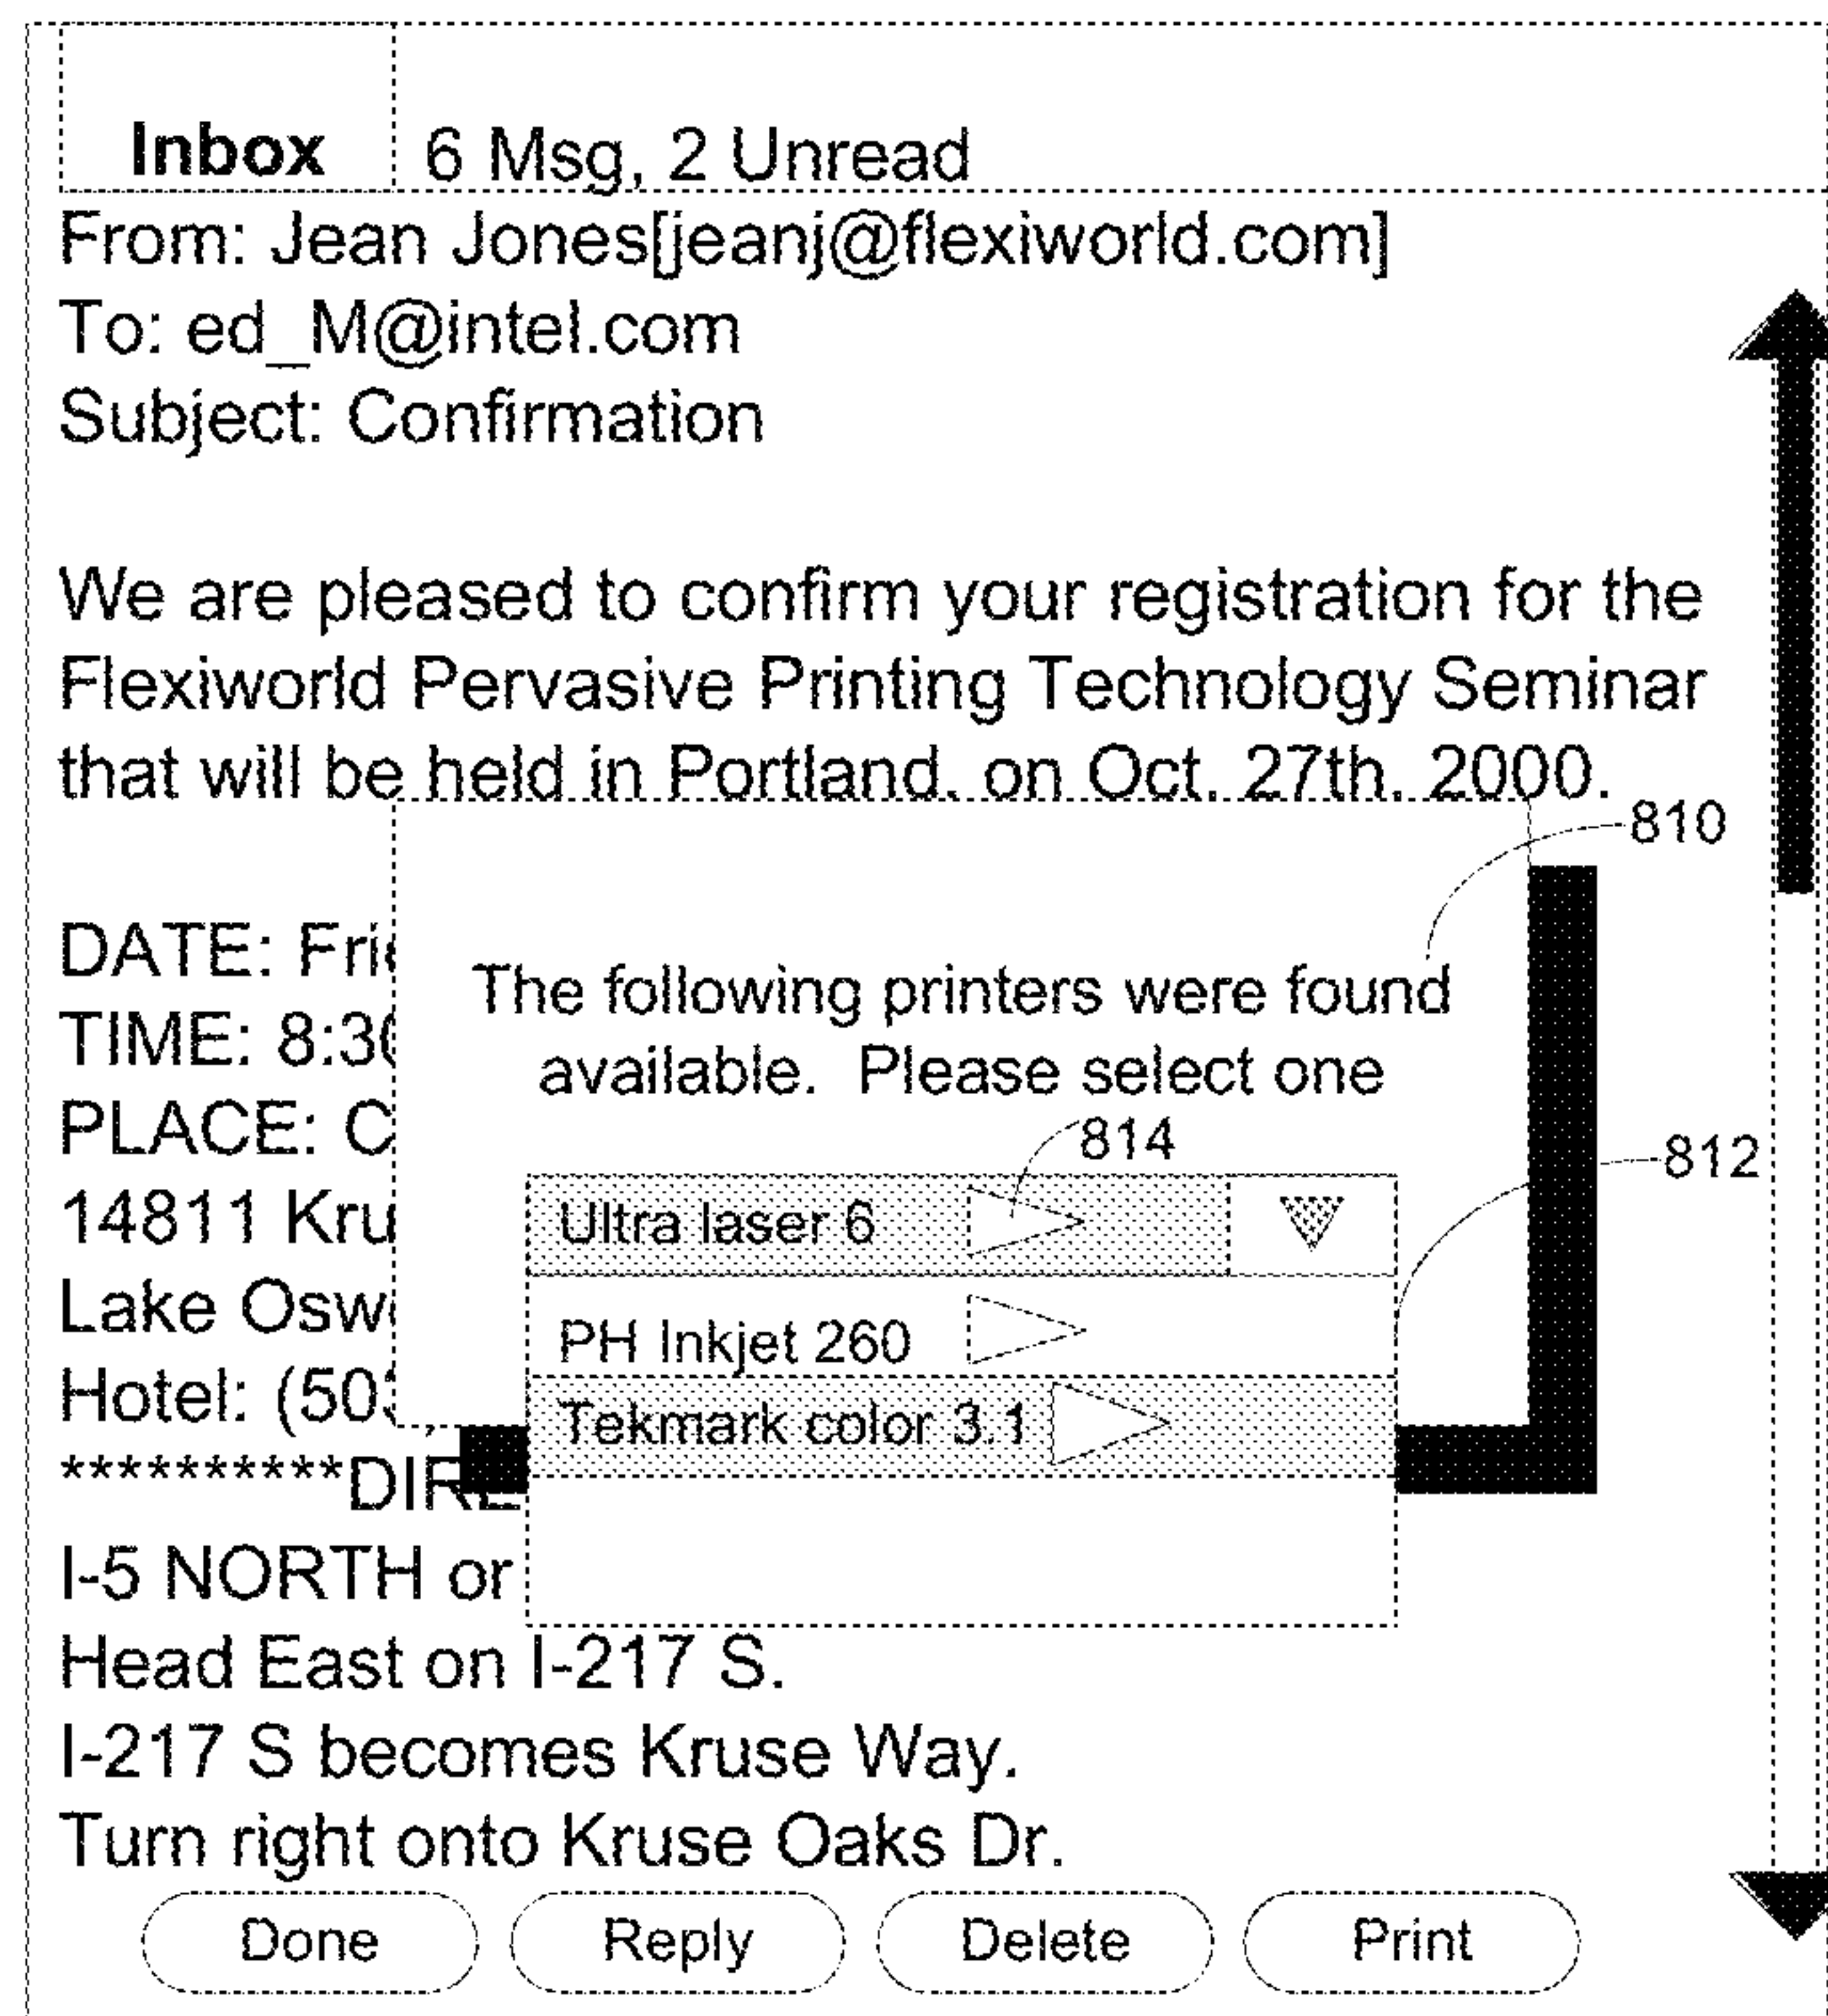 Inbox 6 Msg, 2 Unread
From: Jean Jones[jeanj@flexiworld.com]
To: ed_M@intel.com
Subject: Confirmation
We are pleased to confirm your registration for the
Flexiworld Pervasive Printing Technology Seminar
that will be held in Portland, on Oct. 27th, 2000.
810
DATE: Fri
The following printers were found
TIME: 8:30
available. Please select one
PLACE: C
814
812
14811 Kru
Ultra laser 6
Lake Osw
PH Inkjet 260
Hotel: (503
Tekmark color 3.1
**********DIRE
I-5 NORTH or
Head East on I-217 S.
I-217 S becomes Kruse Way.
Turn right onto Kruse Oaks Dr.
Done Reply Delete Print